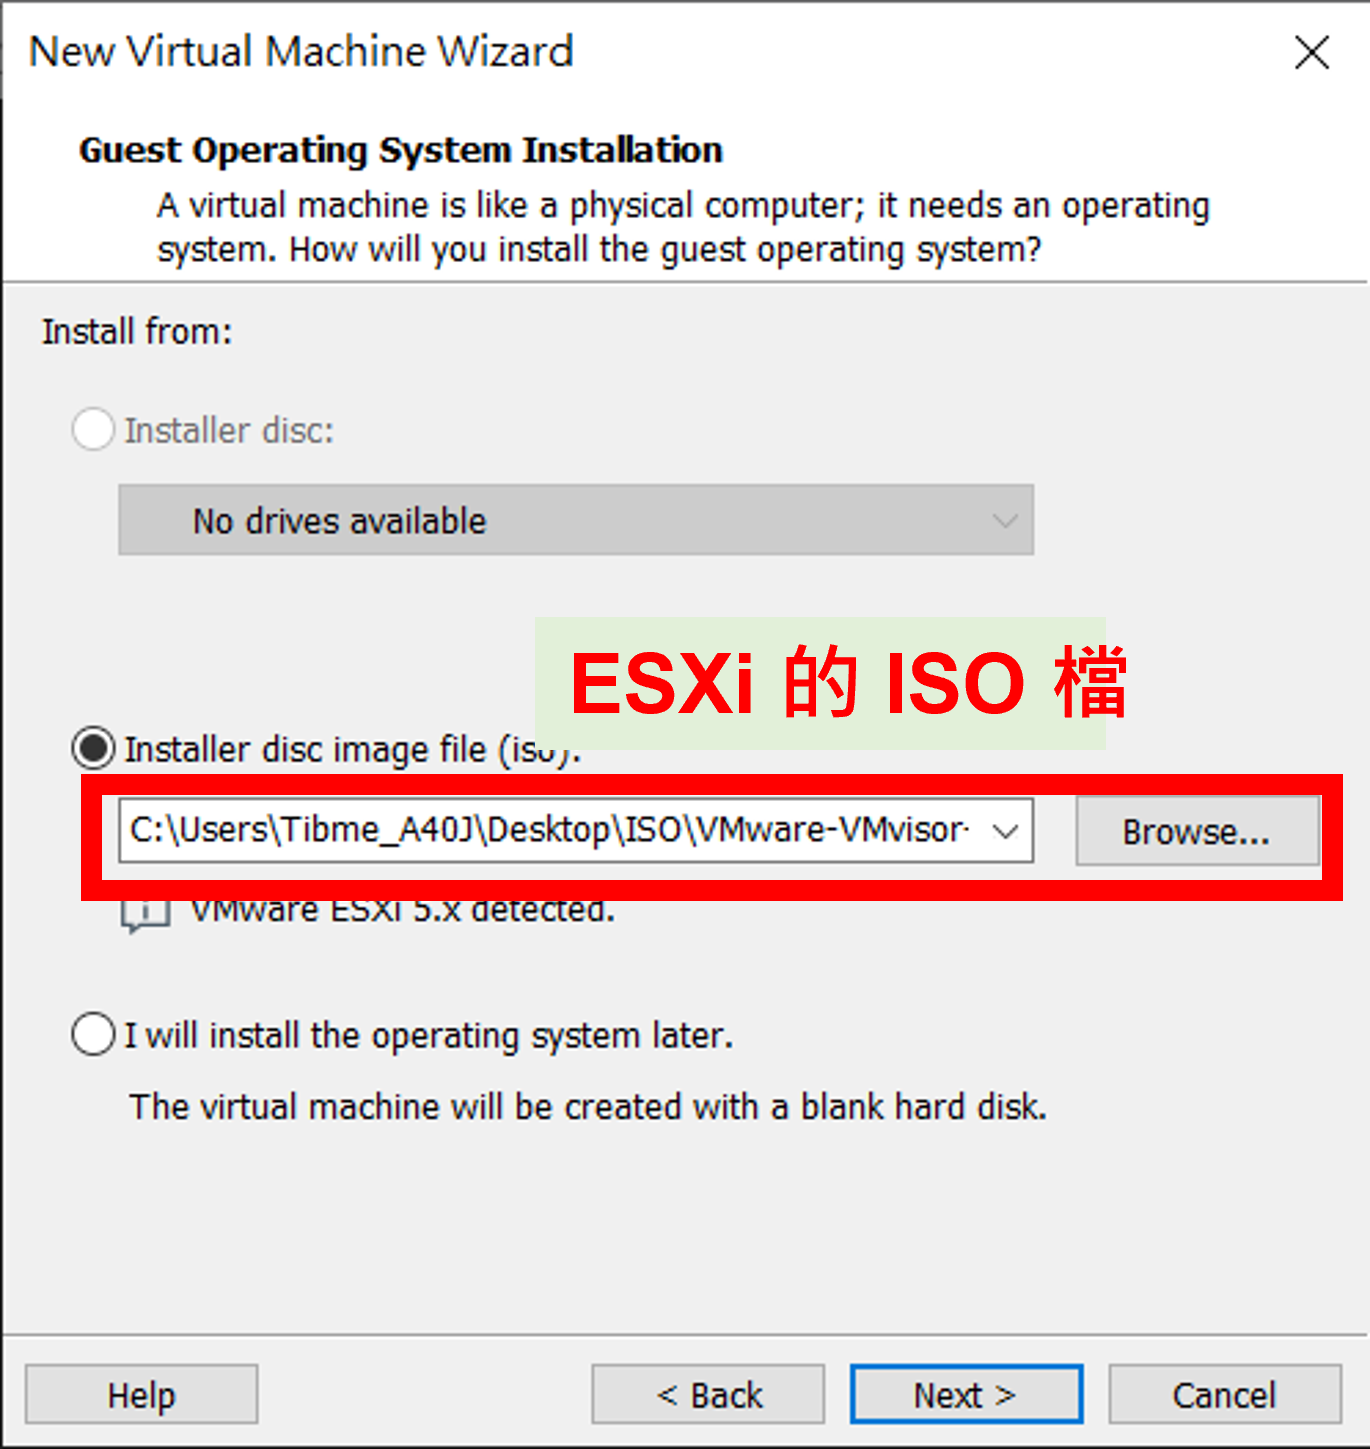 New Virtual Machine Wizard
Guest Operating System Installation
A virtual machine is like a physical computer; it needs an operating
system. How will you install the guest operating system?
Install from:
Installer disc:
No drives available
ESXi 的 ISO 檔
Installer disc image file (iso):
C:\Users\Tibme_A40J\Desktop\ISO\VMware-VMvisor-
Browse...
VMware ESXi 5.x detected.
I will install the operating system later.
The virtual machine will be created with a blank hard disk.
Help
< Back
Next >
Cancel